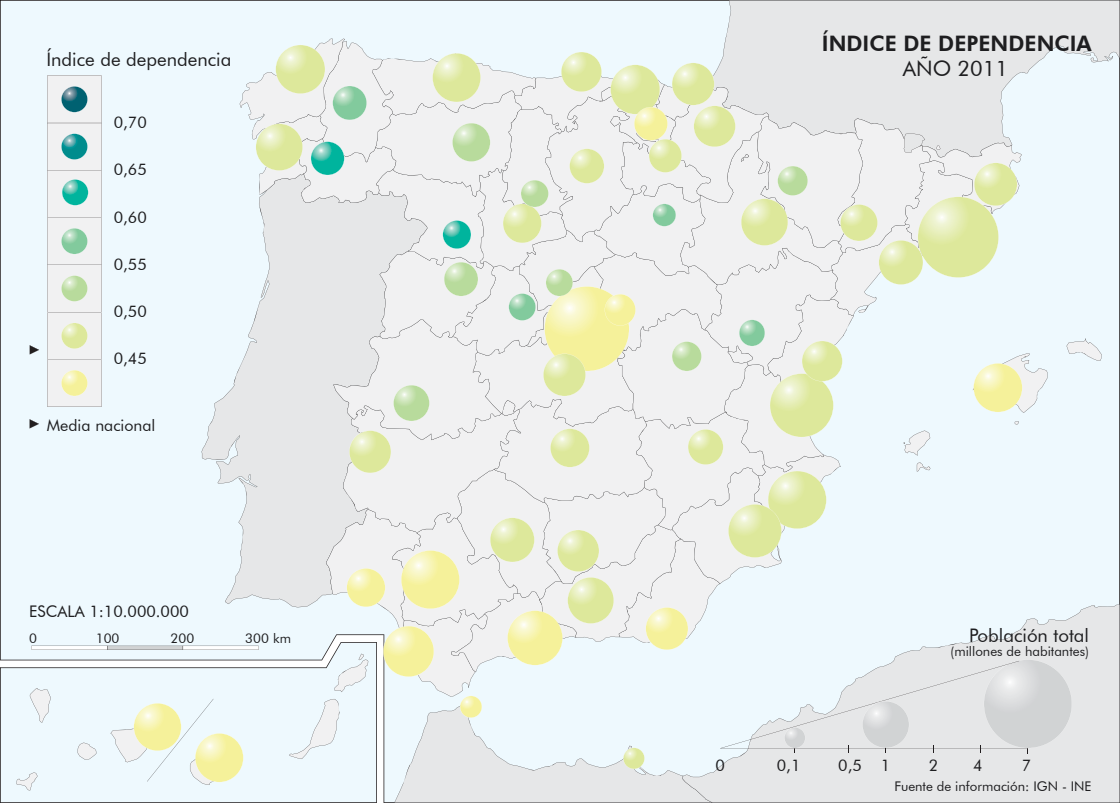 ÍNDICE DE DEPENDENCIA
AÑO 2011
Índice de dependencia
0,70
0,65
0,60
0,55
0,50
0,45
Media nacional
ESCALA 1:10.000.000
0 100 200 300 km
Población total
(millones de habitantes)
0 0,1 0,5 1 2 4 7
Fuente de información: IGN - INE